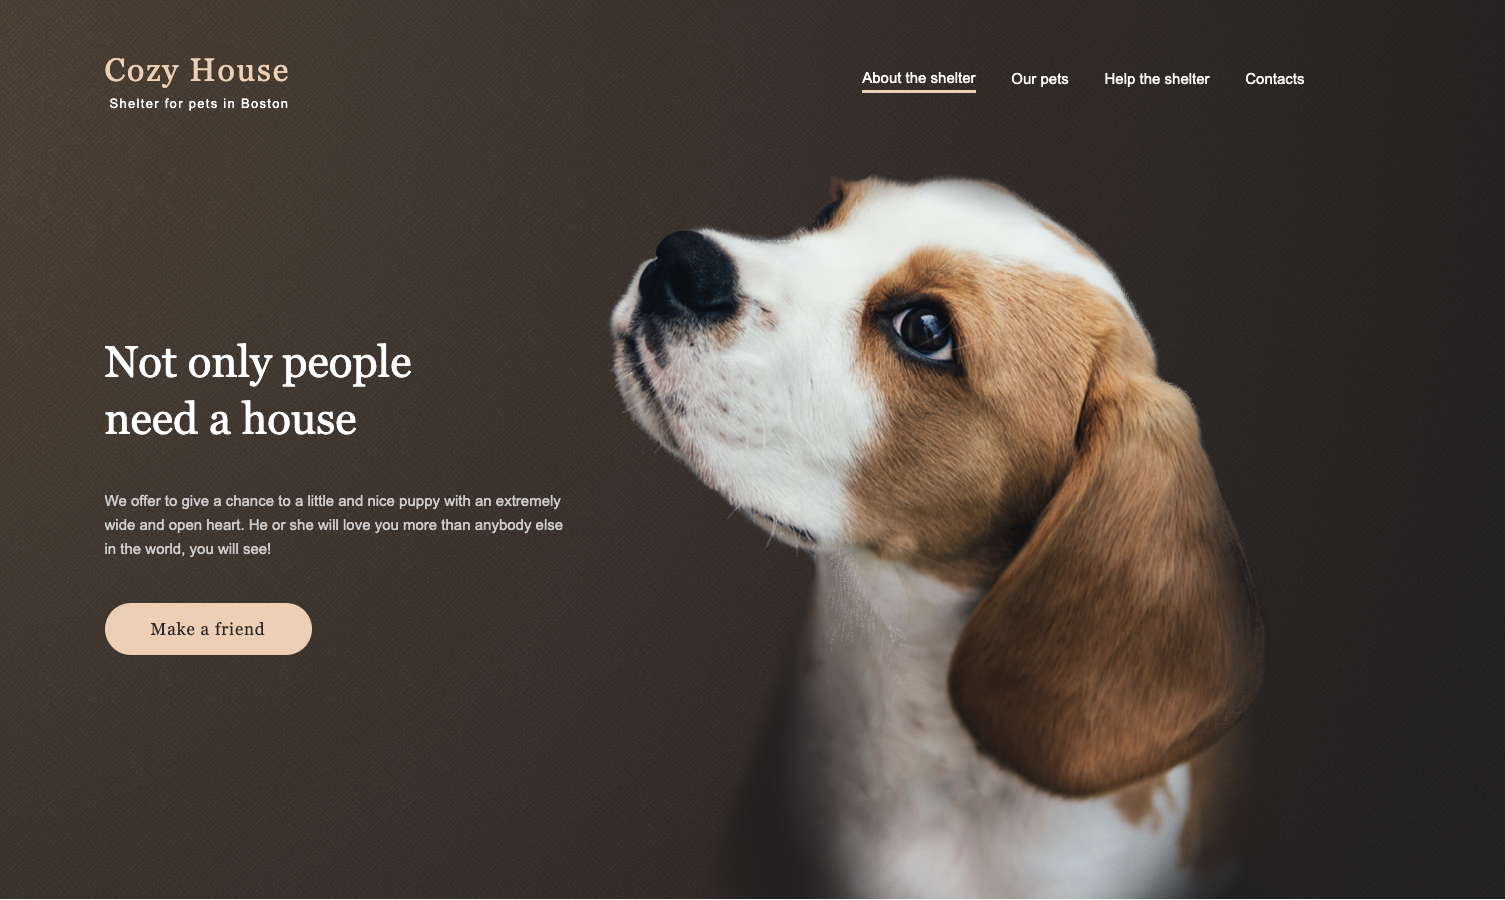 Cozy House
Shelter for pets in Boston
About the shelter
Our pets
Help the shelter
Contacts
Not only people
need a house
We offer to give a chance to a little and nice puppy with an extremely
wide and open heart. He or she will love you more than anybody else
in the world, you will see!
Make a friend